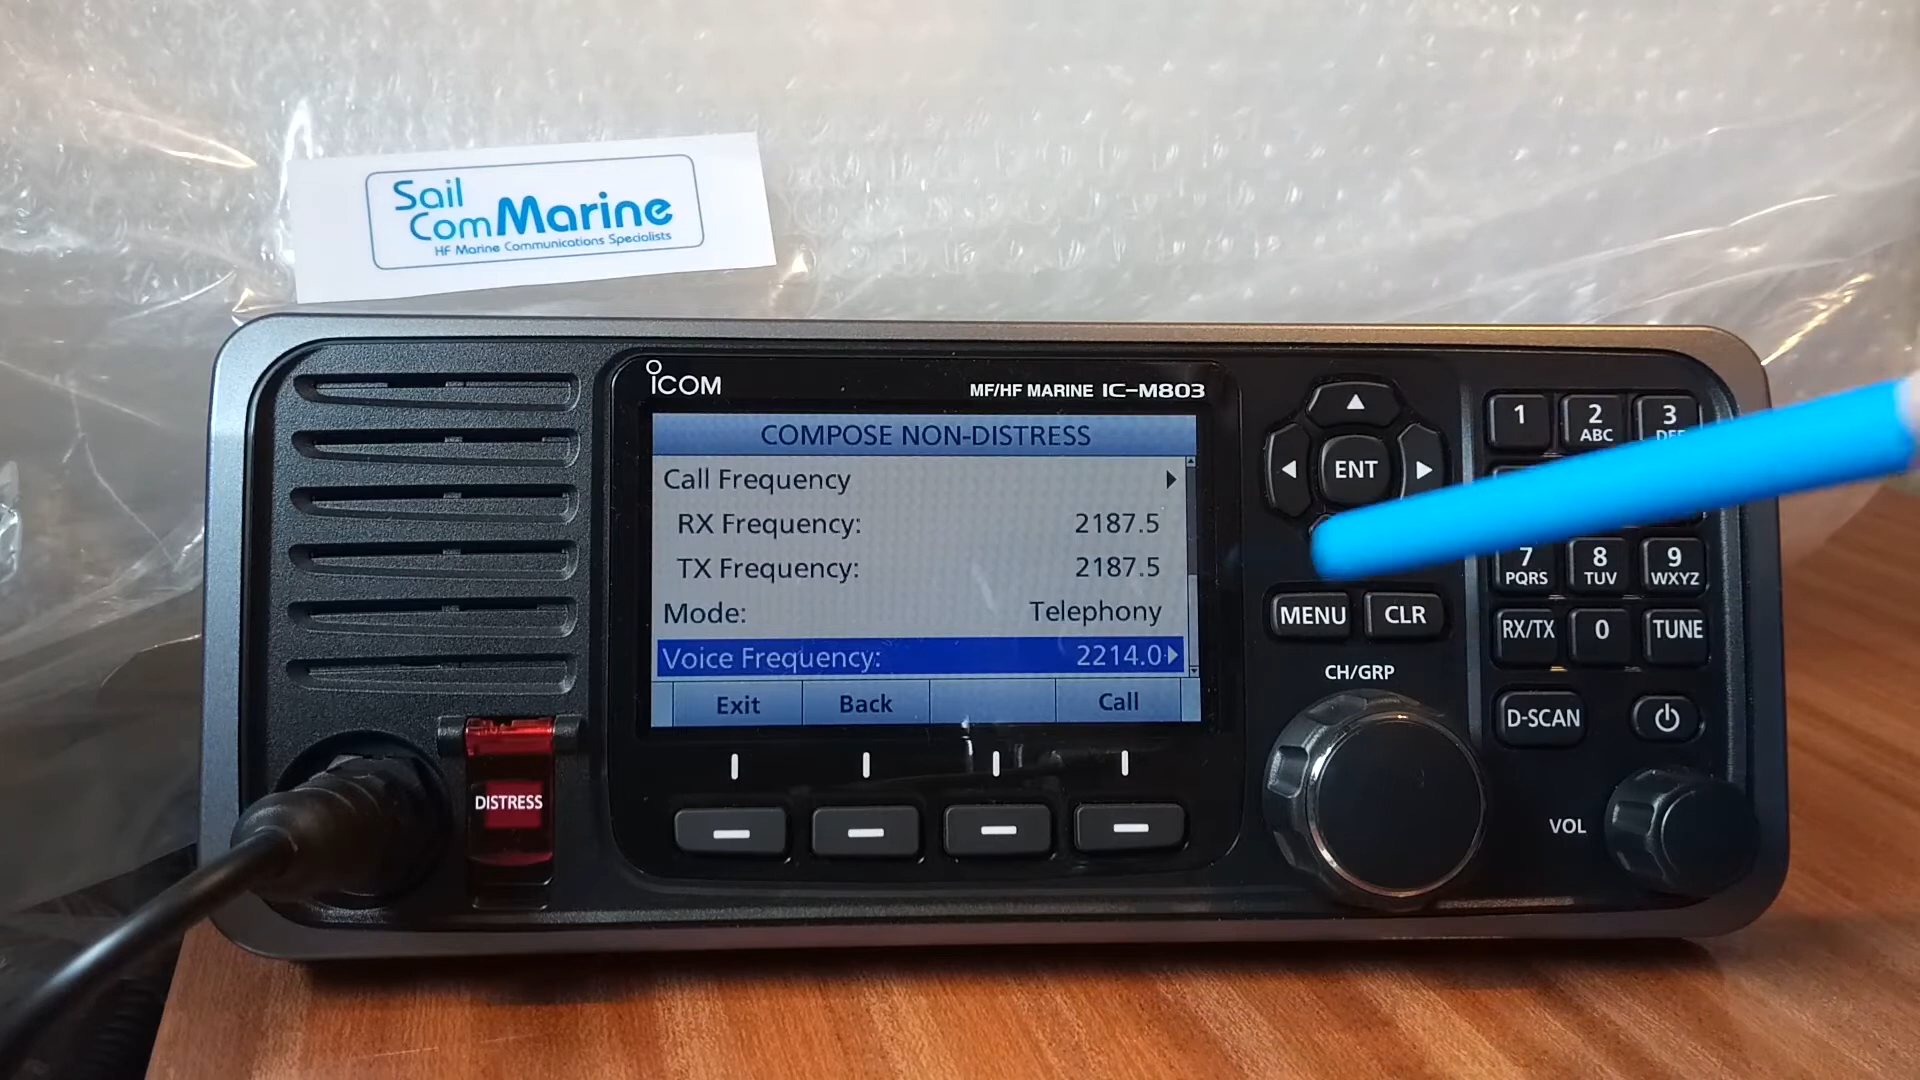 Sail
ComMarine
HF Marine Communications Specialists
ICOM
MF/HF MARINE IC-M803
COMPOSE NON-DISTRESS
Call Frequency
RX Frequency: 2187.5
TX Frequency: 2187.5
Mode: Telephony
Voice Frequency: 2214.0
Exit Back Call
DISTRESS
ENT
MENU CLR
CH/GRP
1 2 3
ABC DEF
7 8 9
PQRS TUV WXYZ
RX/TX 0 TUNE
D-SCAN
VOL